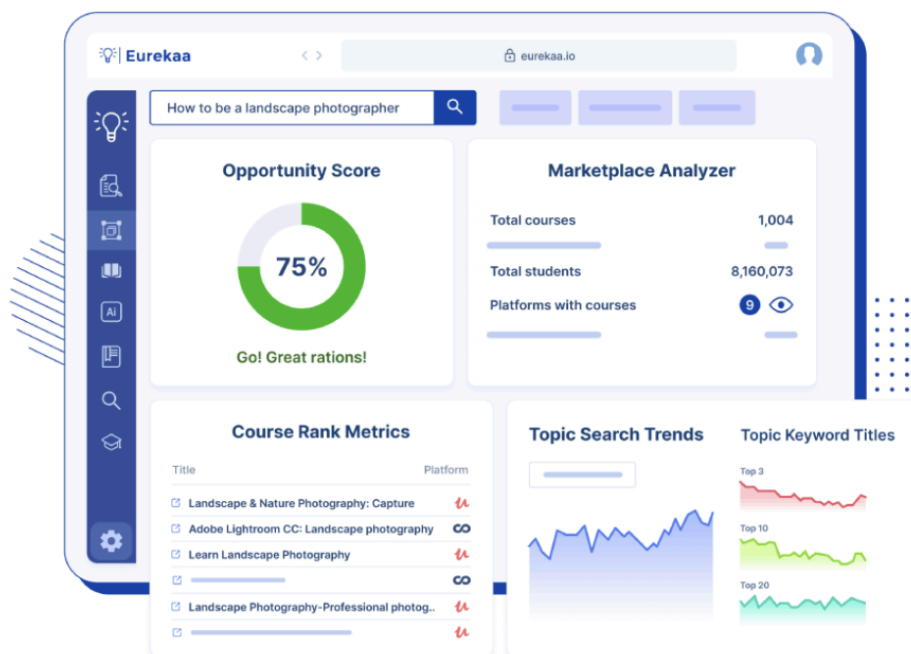 Eurekaa
eurekaa.io
How to be a landscape photographer
Opportunity Score
75%
Go! Great rations!
Marketplace Analyzer
Total courses 1,004
Total students 8,160,073
Platforms with courses 9
Ai
Course Rank Metrics
Title Platform
Landscape & Nature Photography: Capture
Adobe Lightroom CC: Landscape photography
Learn Landscape Photography
Landscape Photography-Professional photog..
Topic Search Trends
Topic Keyword Titles
Top 3
Top 10
Top 20